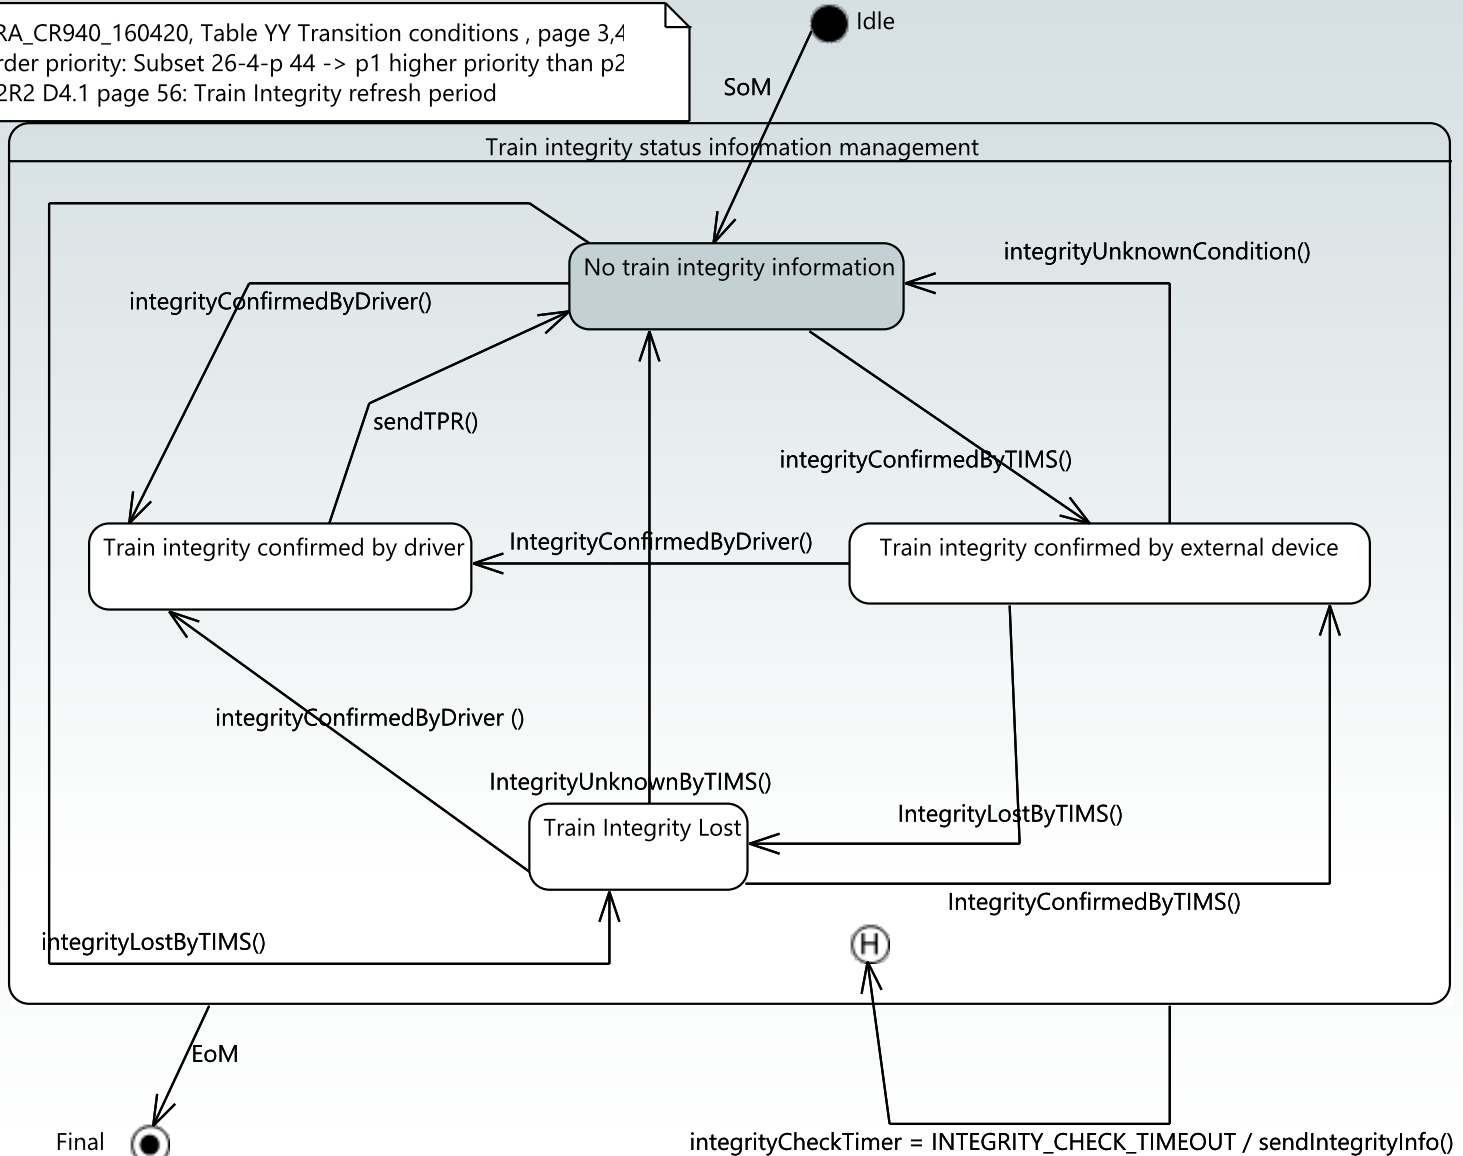 RA_CR940_160420, Table YY Transition conditions , page 3,4
rder priority: Subset 26-4-p 44 -> p1 higher priority than p2
2R2 D4.1 page 56: Train Integrity refresh period
Idle
SoM
Train integrity status information management
No train integrity information
integrityUnknownCondition()
integrityConfirmedByDriver()
sendTPR()
integrityConfirmedByTIMS()
Train integrity confirmed by driver
IntegrityConfirmedByDriver()
Train integrity confirmed by external device
integrityConfirmedByDriver ()
IntegrityUnknownByTIMS()
IntegrityLostByTIMS()
Train Integrity Lost
IntegrityConfirmedByTIMS()
integrityLostByTIMS()
H
EoM
Final
integrityCheckTimer = INTEGRITY_CHECK_TIMEOUT / sendIntegrityInfo()